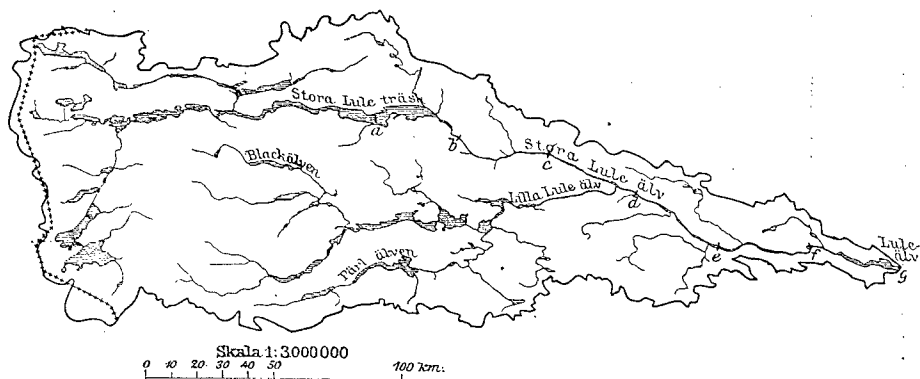 Stora Lule träsk
a
b
Blackälven
c
Stora Lule älv
Lilla Lule älv
d
Pärl älven
e
f
Lule-
älv
g
Skala 1:3000000
0 10 20 30 40 50 100 km.